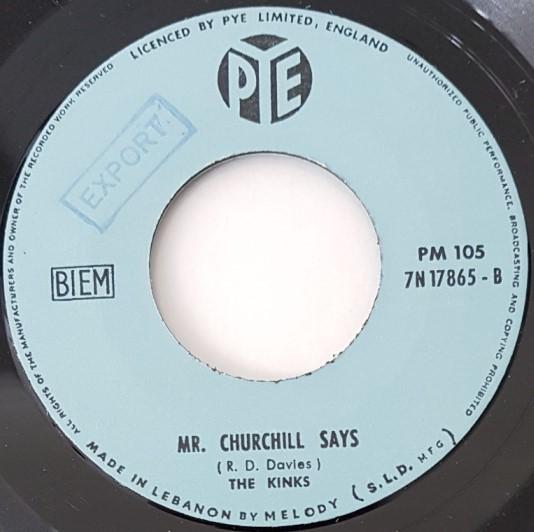 LICENCED BY PYE LIMITED, ENGLAND
UNAUTHORIZED PUBLIC PERFORMANCE, BROADCASTING AND COPYING PROHIBITED
ALL RIGHTS OF THE MANUFACTURERS AND OWNER OF THE RECORDED WORK RESERVED
PYE
EXPORT
BIEM
PM 105
7N 17865 - B
MR. CHURCHILL SAYS
( R. D. Davies )
THE KINKS
MADE IN LEBANON BY MELODY ( S.L.D. MFG )